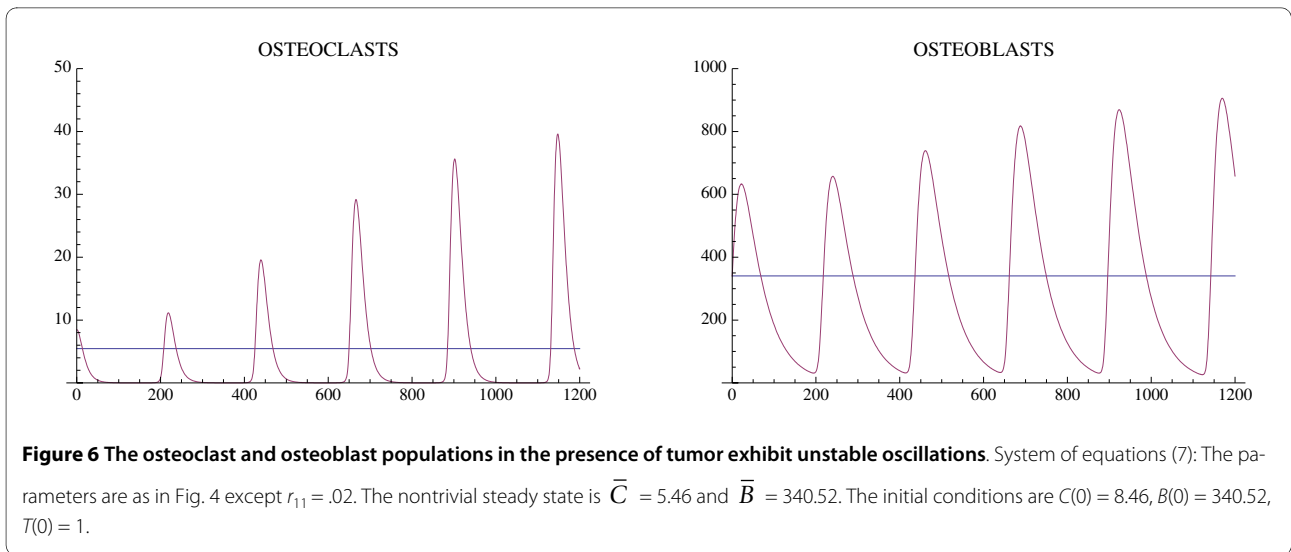 OSTEOCLASTS
50
40
30
20
10
0 200 400 600 800 1000 1200
OSTEOBLASTS
1000
800
600
400
200
0 200 400 600 800 1000 1200
Figure 6 The osteoclast and osteoblast populations in the presence of tumor exhibit unstable oscillations. System of equations (7): The pa-
rameters are as in Fig. 4 except r₁₁ = .02. The nontrivial steady state is C̅ = 5.46 and B̅ = 340.52. The initial conditions are C(0) = 8.46, B(0) = 340.52,
T(0) = 1.